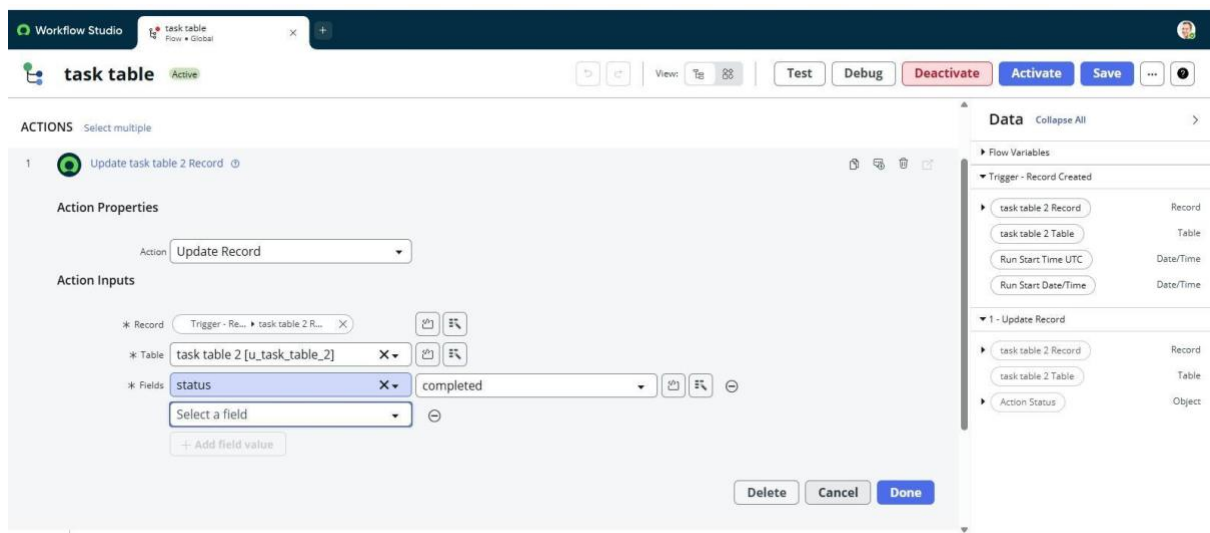 Workflow Studio task table × +
Flow • Global
task table Active View: Test Debug Deactivate Activate Save ... ?
ACTIONS Select multiple
1 Update task table 2 Record
Action Properties
Action Update Record
Action Inputs
* Record Trigger - Re... ▸ task table 2 R... X
* Table task table 2 [u_task_table_2]
* Fields status completed
Select a field
+ Add field value
Delete Cancel Done
Data Collapse All
Flow Variables
Trigger - Record Created
task table 2 Record Record
task table 2 Table Table
Run Start Time UTC Date/Time
Run Start Date/Time Date/Time
1 - Update Record
task table 2 Record Record
task table 2 Table Table
Action Status Object